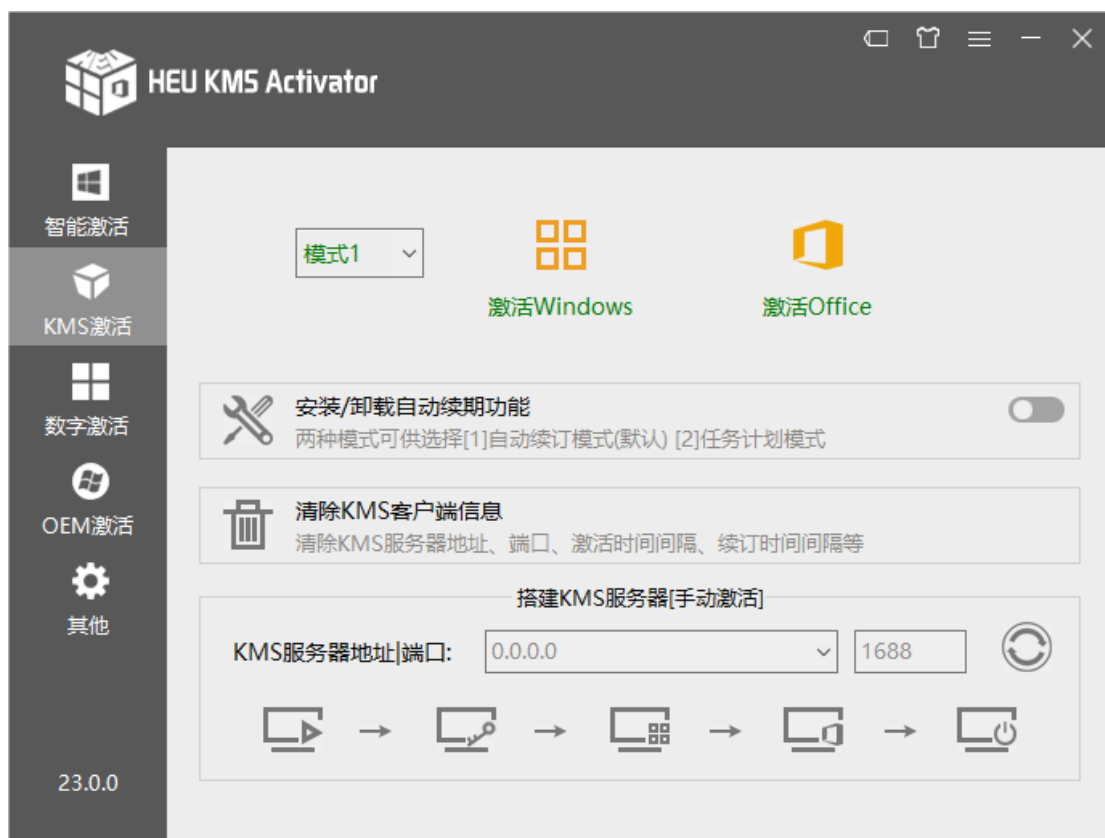 HEU KMS Activator
智能激活
KMS激活
数字激活
OEM激活
其他
23.0.0
模式1
激活Windows
激活Office
安装/卸载自动续期功能
两种模式可供选择[1]自动续订模式(默认) [2]任务计划模式
清除KMS客户端信息
清除KMS服务器地址、端口、激活时间间隔、续订时间间隔等
搭建KMS服务器[手动激活]
KMS服务器地址|端口: 0.0.0.0 1688